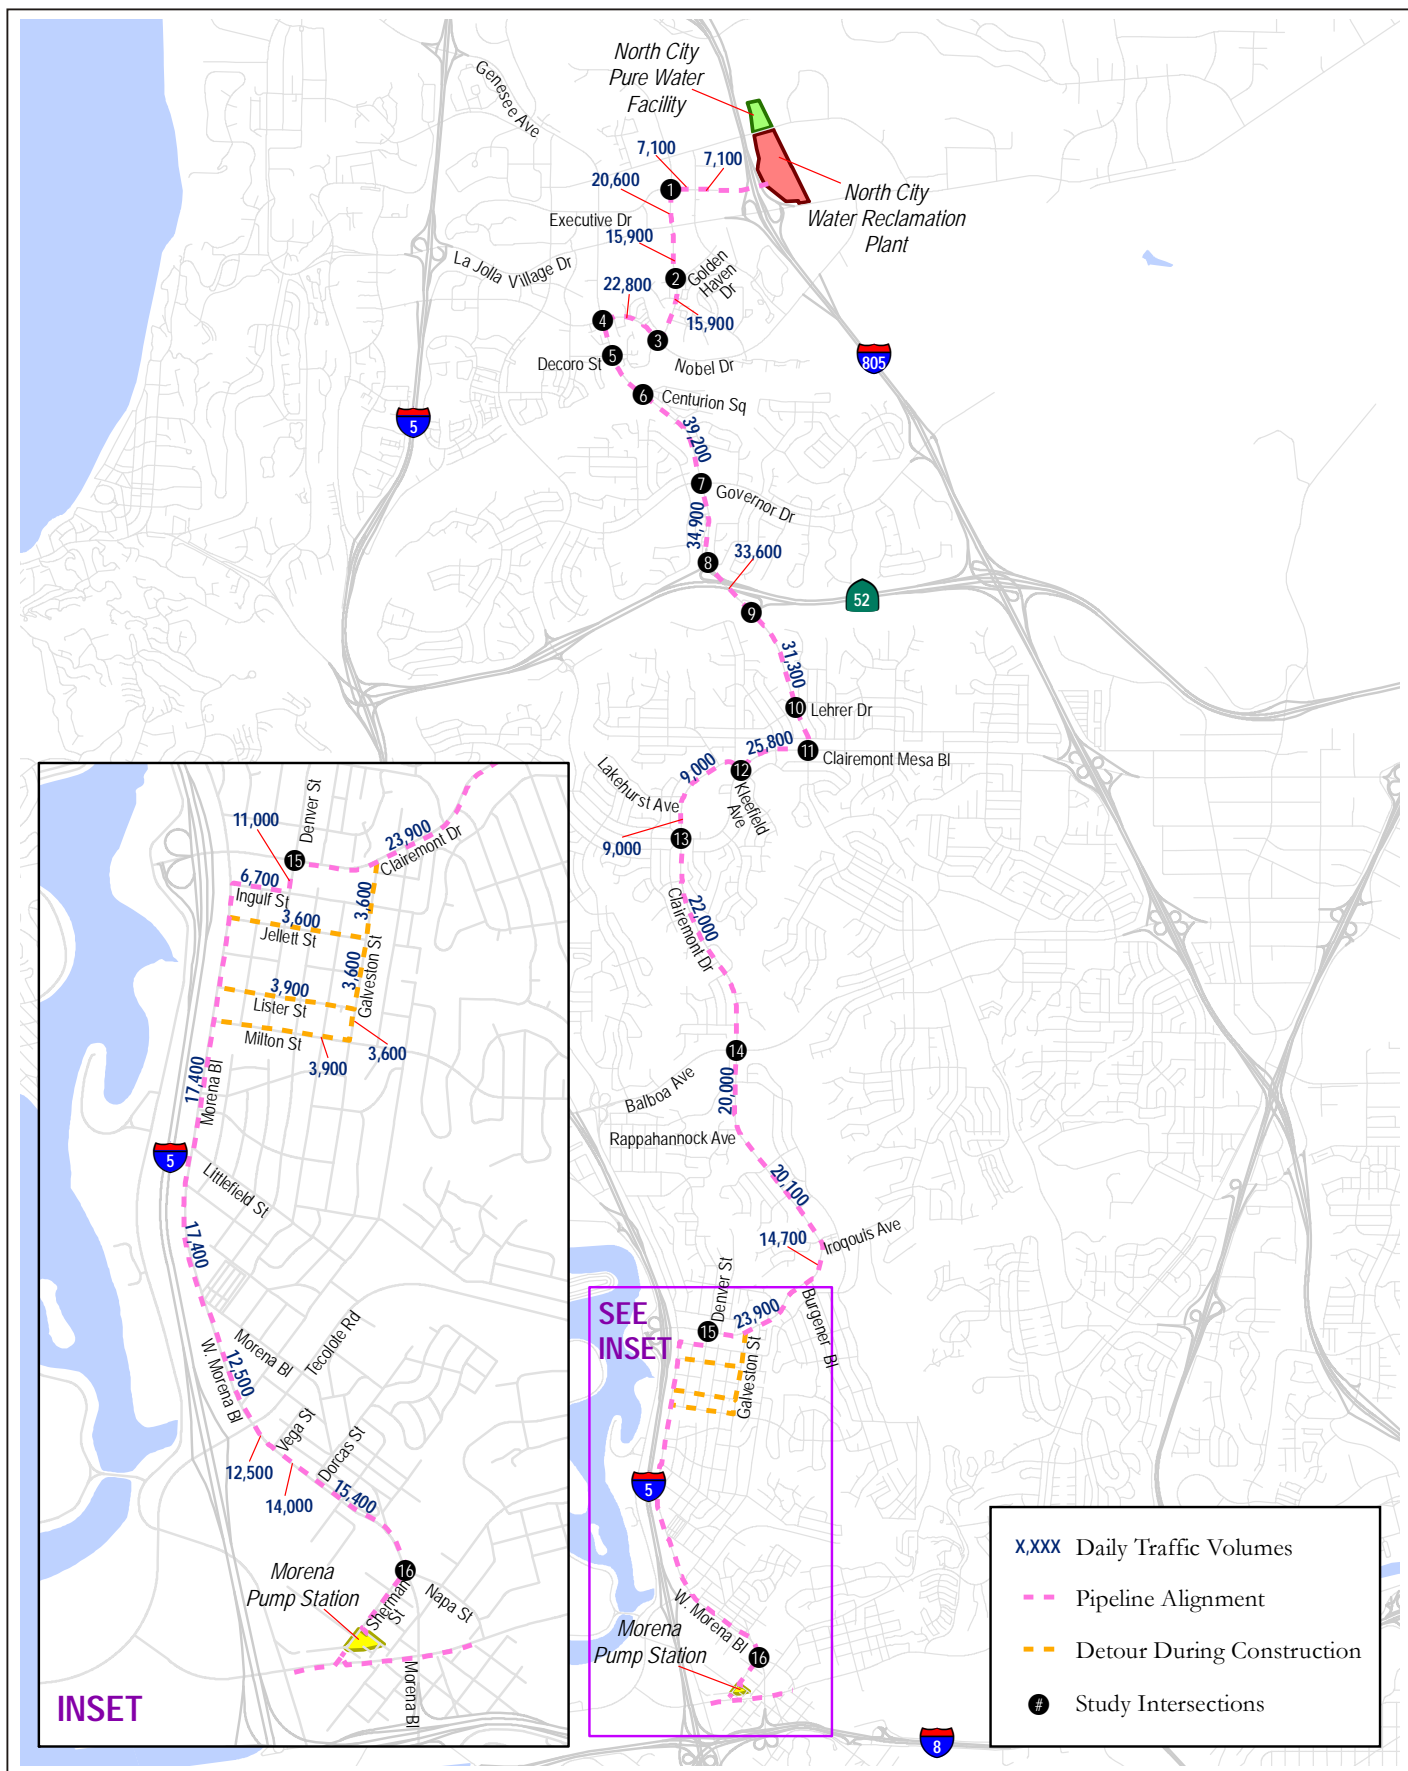 North City
Pure Water
Facility
Genesee Ave
7,100
7,100
20,600
1
North City
Water Reclamation
Plant
Executive Dr
15,900
La Jolla Village Dr
2
Golden
Haven
Dr
22,800
15,900
4
3
5
Decoro St
Nobel Dr
805
6
Centurion Sq
5
39,200
7
Governor Dr
34,900
33,600
8
52
9
31,300
10
Lehrer Dr
25,800
11
Clairemont Mesa Bl
9,000
12
Lakehurst Ave
Kleefield
Ave
13
9,000
22,000
Clairemont Dr
14
Balboa Ave
20,000
Rappahannock Ave
20,100
14,700
Iroqouis Ave
Denver St
SEE
INSET
15
23,900
Burgener Bl
Galveston St
5
W. Morena Bl
Morena
Pump Station
16
8
Denver St
11,000
23,900
Clairemont Dr
15
6,700
Ingulf St
3,600
3,600
Jellett St
3,600
Galveston St
3,900
Lister St
Milton St
3,900
3,600
17,400
Morena Bl
5
Littlefield St
17,400
Morena Bl
Tecolote Rd
12,500
W. Morena Bl
Vega St
Dorcas St
12,500
14,000
15,400
16
Morena
Pump Station
Sherman
St
Napa St
Morena Bl
INSET
X,XXX Daily Traffic Volumes
Pipeline Alignment
Detour During Construction
# Study Intersections